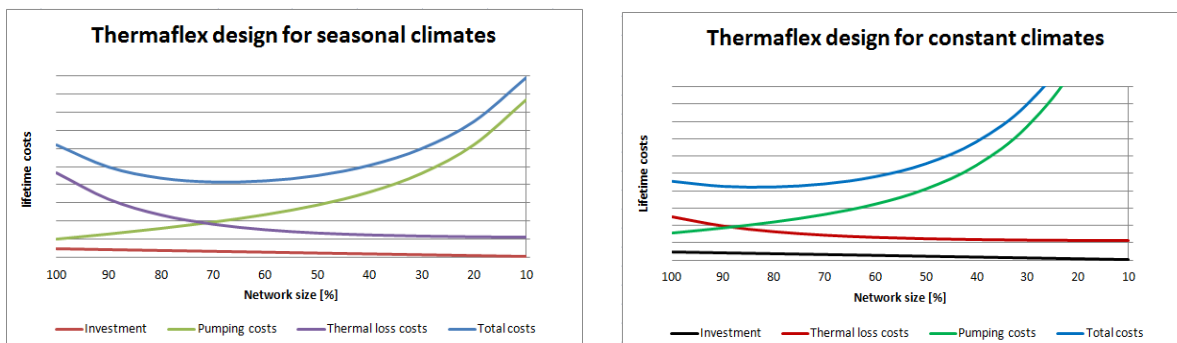 Thermaflex design for seasonal climates
lifetime costs
100 90 80 70 60 50 40 30 20 10
Network size [%]
Investment Pumping costs Thermal loss costs Total costs
Thermaflex design for constant climates
Lifetime costs
100 90 80 70 60 50 40 30 20 10
Network size [%]
Investment Thermal loss costs Pumping costs Total costs